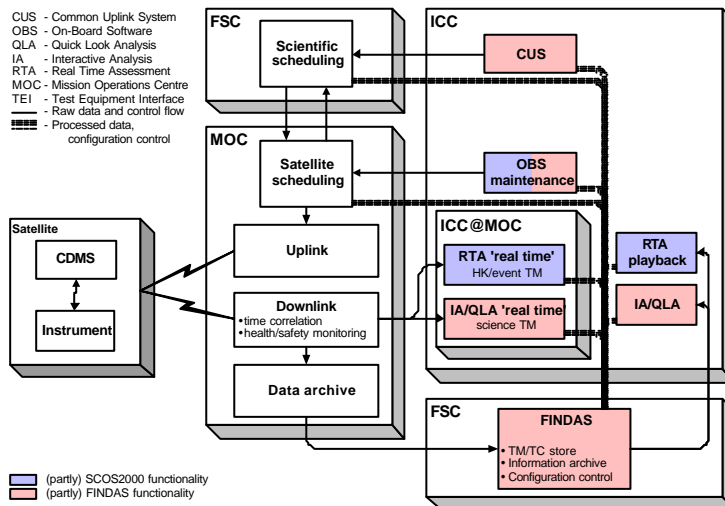 CUS - Common Uplink System
OBS - On-Board Software
QLA - Quick Look Analysis
IA - Interactive Analysis
RTA - Real Time Assessment
MOC - Mission Operations Centre
TEI - Test Equipment Interface
- Raw data and control flow
- Processed data,
configuration control
FSC
Scientific
scheduling
ICC
CUS
MOC
Satellite
scheduling
OBS
maintenance
Uplink
Satellite
CDMS
Instrument
ICC@MOC
RTA 'real time'
HK/event TM
IA/QLA 'real time'
science TM
RTA
playback
IA/QLA
Downlink
•time correlation
•health/safety monitoring
Data archive
FSC
FINDAS
• TM/TC store
• Information archive
• Configuration control
(partly) SCOS2000 functionality
(partly) FINDAS functionality